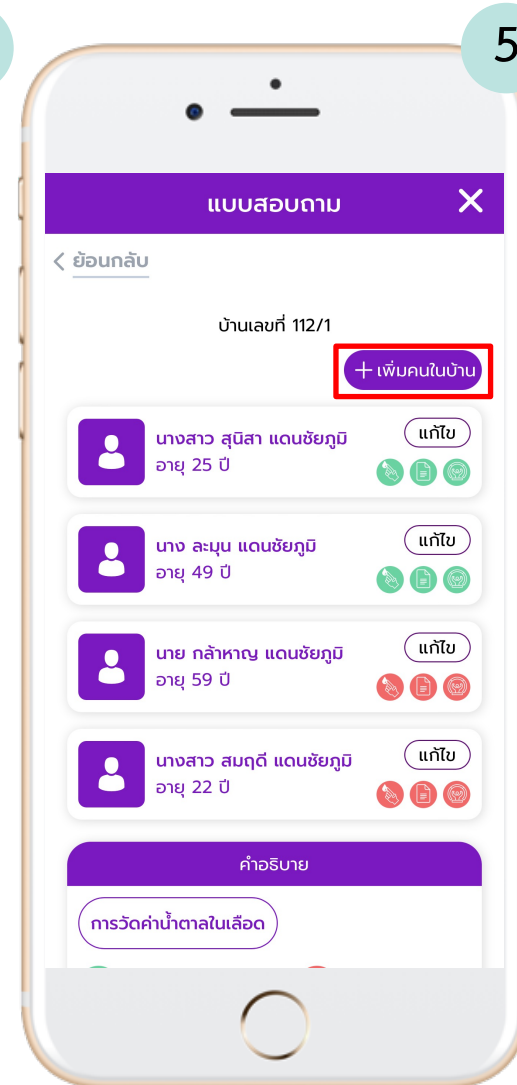 5
แบบสอบถาม
ย้อนกลับ
บ้านเลขที่ 112/1
+ เพิ่มคนในบ้าน
นางสาว สุนิสา แดนชัยภูมิ
แก้ไข
อายุ 25 ปี
นาง ละมุน แดนชัยภูมิ
แก้ไข
อายุ 49 ปี
นาย กล้าหาญ แดนชัยภูมิ
แก้ไข
อายุ 59 ปี
นางสาว สมฤดี แดนชัยภูมิ
แก้ไข
อายุ 22 ปี
คำอธิบาย
การวัดค่าน้ำตาลในเลือด